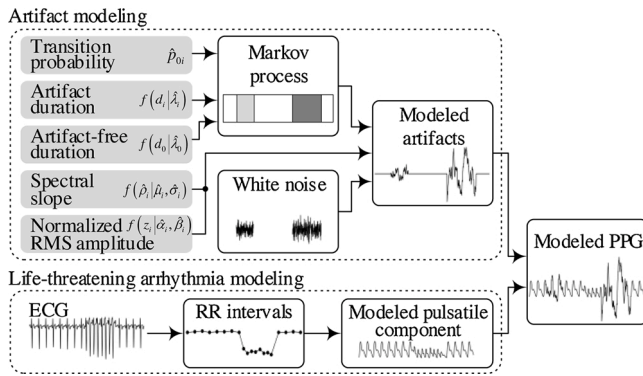 Artifact modeling
Transition
probability p̂₀ᵢ
Artifact
duration f(dᵢ|λ̂ᵢ)
Artifact-free
duration f(d₀|λ̂₀)
Spectral
slope f(ρ̂ᵢ|μ̂ᵢ,σ̂ᵢ)
Normalized f(zᵢ|α̂ᵢ,β̂ᵢ)
RMS amplitude
Markov
process
White noise
Modeled
artifacts
Modeled PPG
Life-threatening arrhythmia modeling
ECG
RR intervals
Modeled pulsatile
component